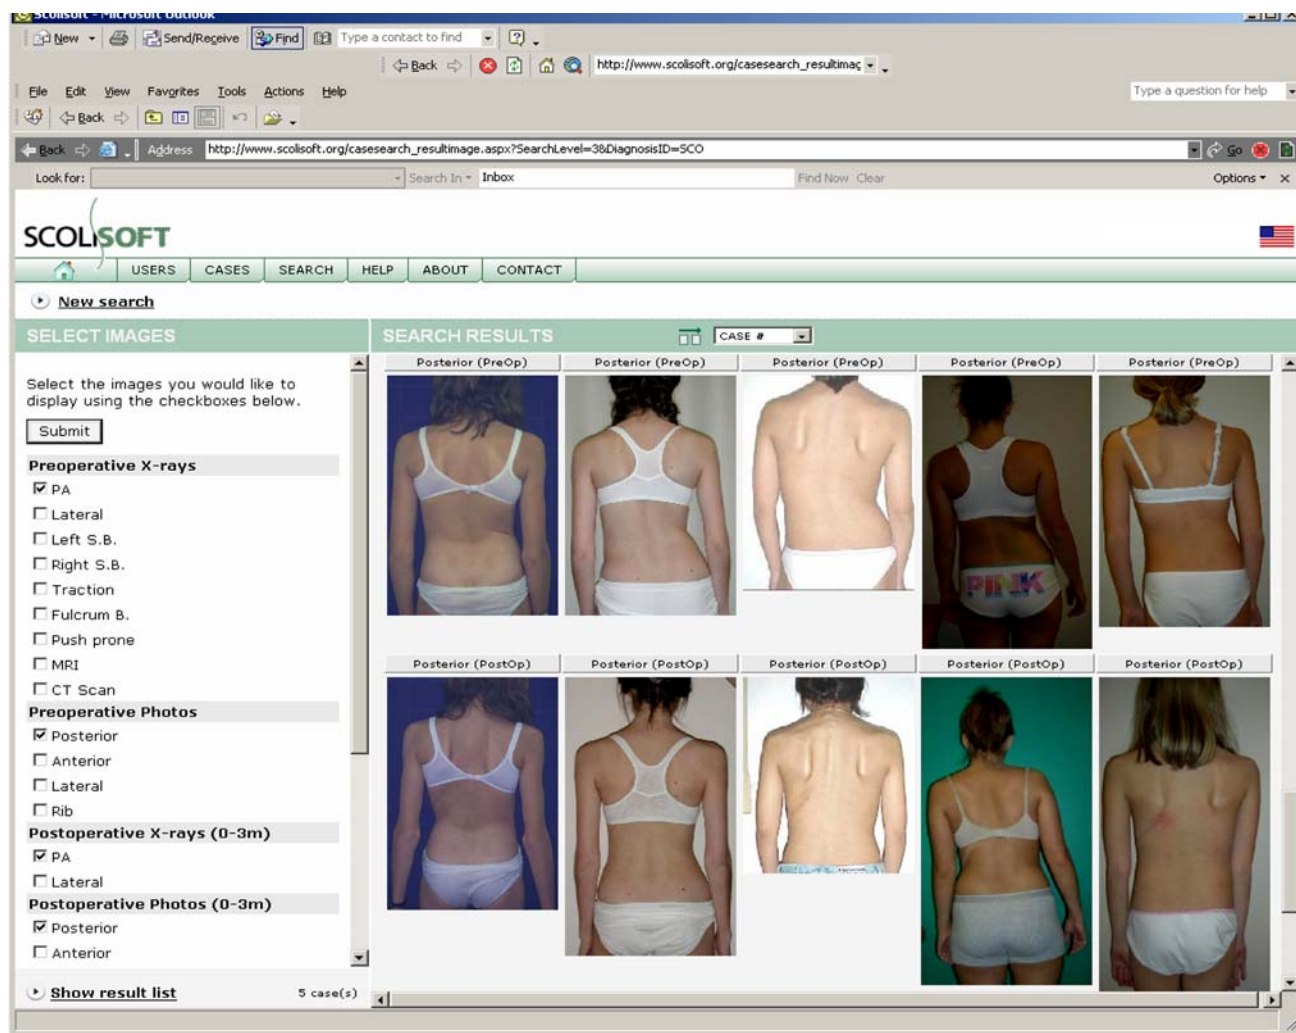 Scolisoft - Microsoft Outlook
New Send/Receive Find Type a contact to find
Back http://www.scolisoft.org/casesearch_resultimag
File Edit View Favorites Tools Actions Help Type a question for help
Back
Back Address http://www.scolisoft.org/casesearch_resultimage.aspx?SearchLevel=3&DiagnosisID=SCO Go
Look for: Search In Inbox Find Now Clear Options
SCOLISOFT
USERS CASES SEARCH HELP ABOUT CONTACT
New search
SELECT IMAGES
Select the images you would like to
display using the checkboxes below.
Submit
Preoperative X-rays
PA
Lateral
Left S.B.
Right S.B.
Traction
Fulcrum B.
Push prone
MRI
CT Scan
Preoperative Photos
Posterior
Anterior
Lateral
Rib
Postoperative X-rays (0-3m)
PA
Lateral
Postoperative Photos (0-3m)
Posterior
Anterior
Show result list 5 case(s)
SEARCH RESULTS CASE #
Posterior (PreOp) Posterior (PreOp) Posterior (PreOp) Posterior (PreOp) Posterior (PreOp)
PINK
Posterior (PostOp) Posterior (PostOp) Posterior (PostOp) Posterior (PostOp) Posterior (PostOp)